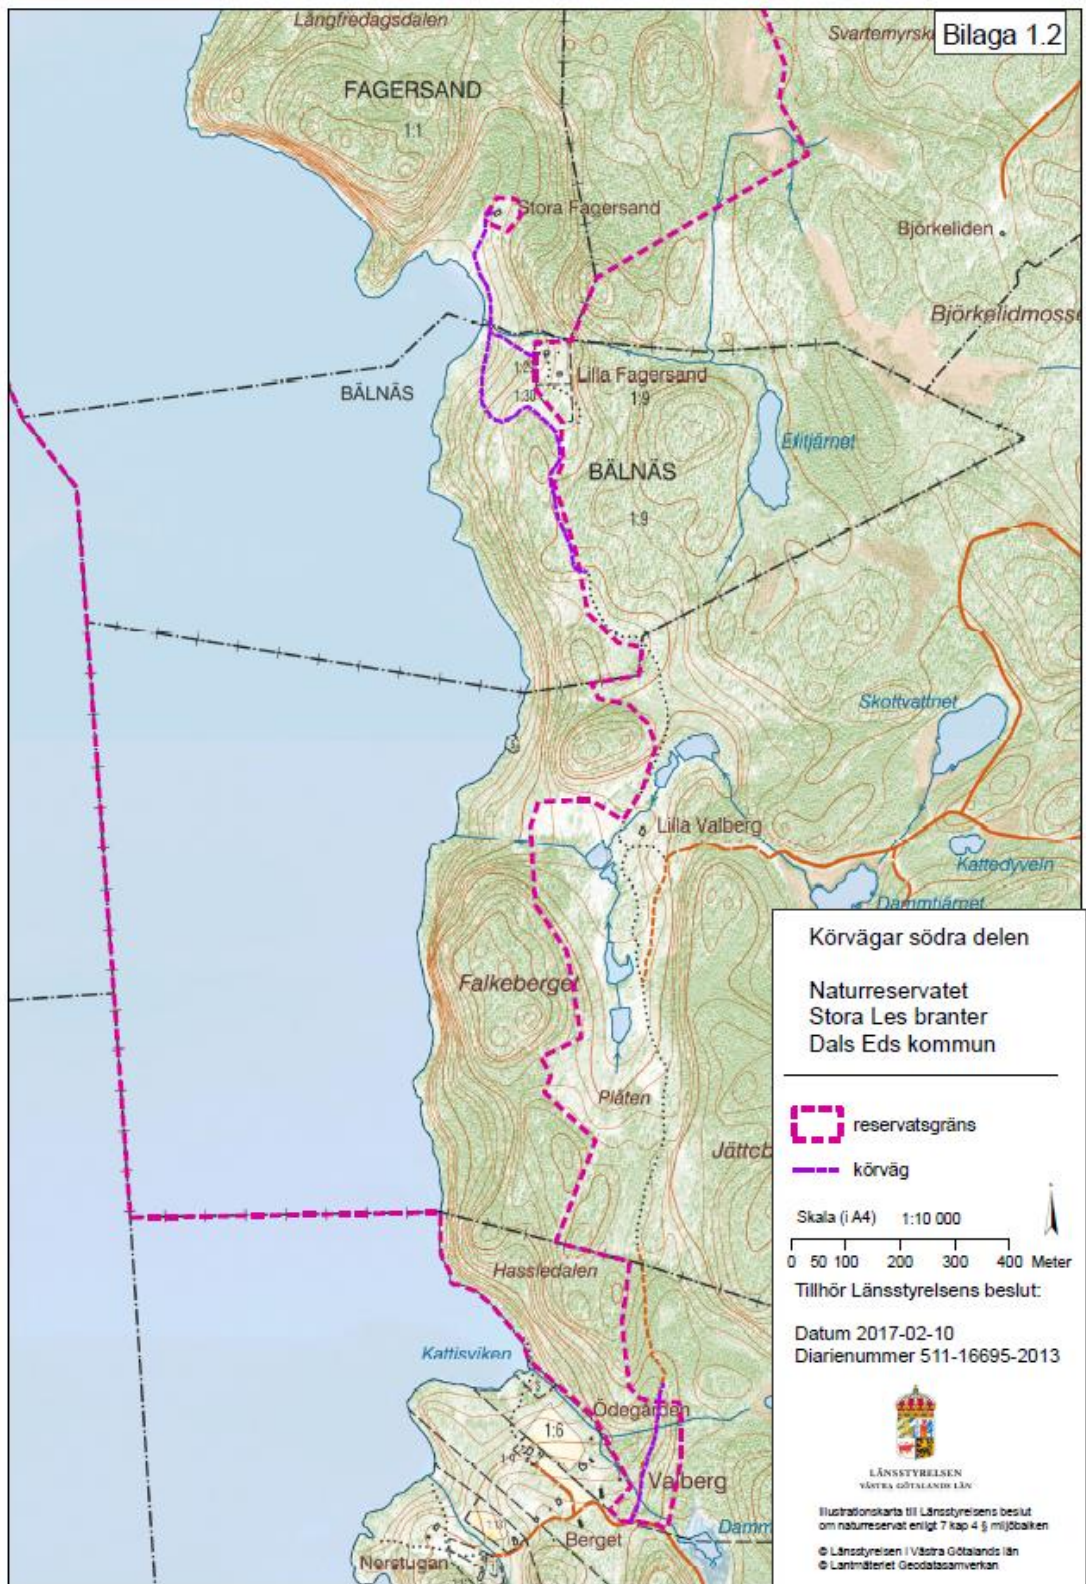 Långfredagsdalen
Bilaga 1.2
FAGERSAND
1:1
Stora Fagersand
Björkeliden
Björkelidmosse
Lilla Fagersand
1:9
1:30
BÄLNÄS
BÄLNÄS
1:9
Skottvattnet
Lilla Valberg
Kattedyveln
Dammtjärnet
Falkeberget
Plåten
Hassledalen
Kattisviken
Ödegården
1:6
Valberg
Berget
Norstugan
Damm
Körvägar södra delen
Naturreservatet
Stora Les branter
Dals Eds kommun
reservatsgräns
körväg
Skala (i A4) 1:10 000
0 50 100 200 300 400 Meter
Tillhör Länsstyrelsens beslut:
Datum 2017-02-10
Diarienummer 511-16695-2013
LÄNSSTYRELSEN
VÄSTRA GÖTALANDS LÄN
Illustrationskarta till Länsstyrelsens beslut
om naturreservat enligt 7 kap 4 § miljöbalken
© Länsstyrelsen i Västra Götalands län
© Lantmäteriet Geodatasamverkan